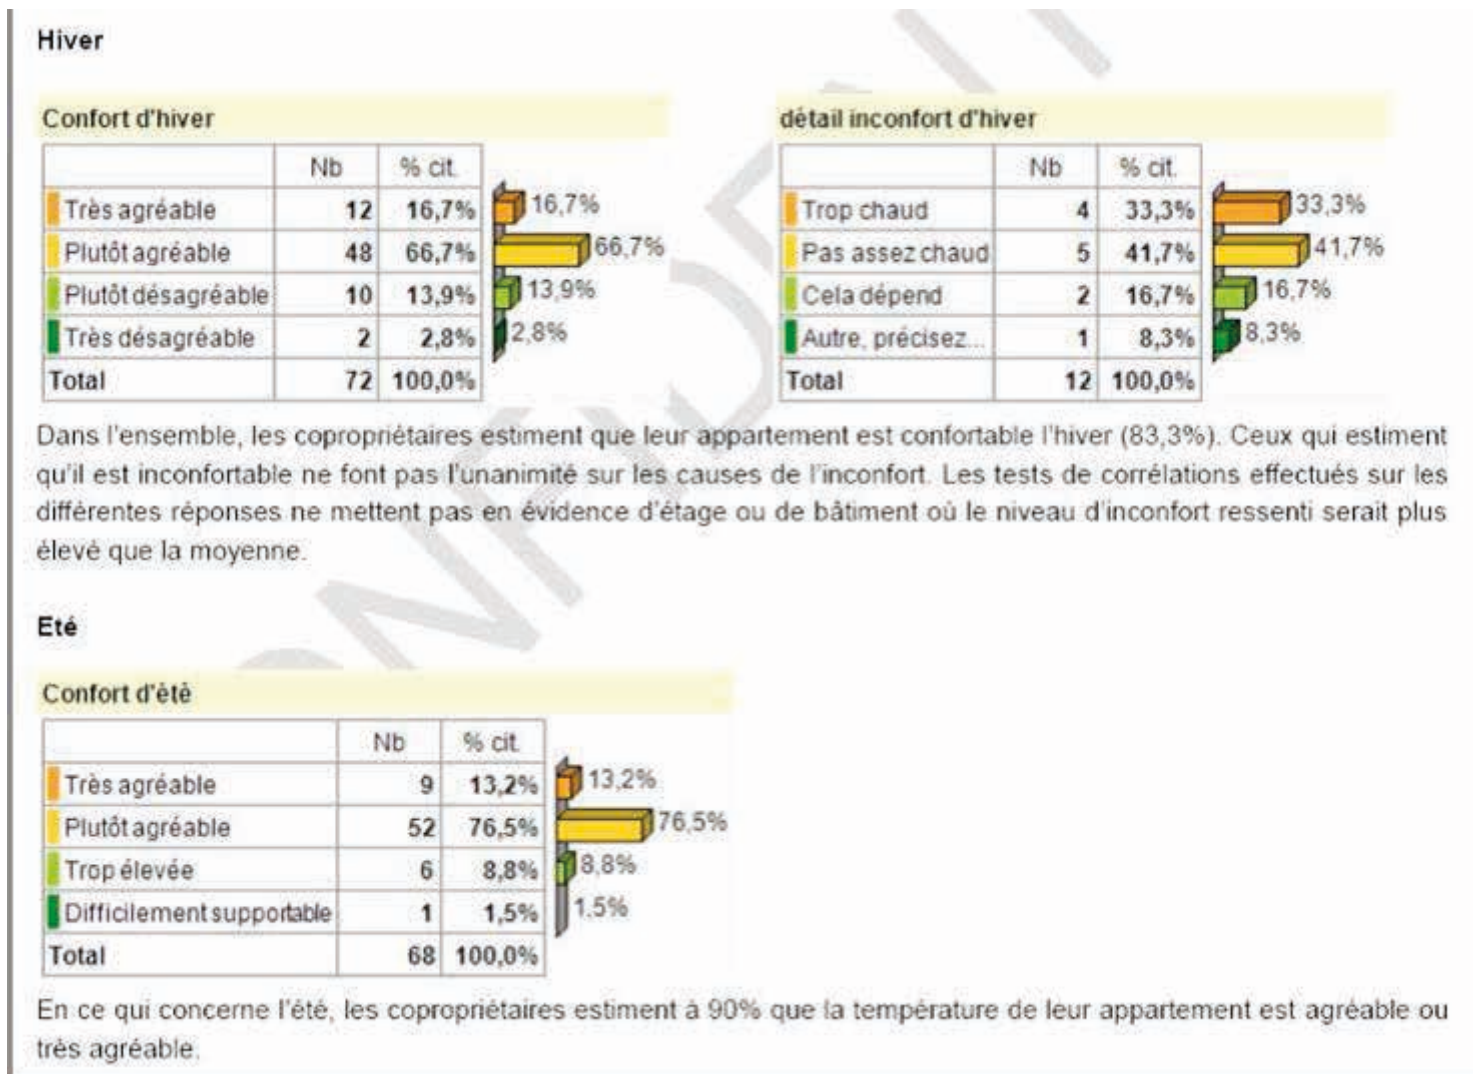 Hiver
Confort d'hiver
Nb % cit.
Très agréable 12 16,7% 16,7%
Plutôt agréable 48 66,7% 66,7%
Plutôt désagréable 10 13,9% 13,9%
Très désagréable 2 2,8% 2,8%
Total 72 100,0%
détail inconfort d'hiver
Nb % cit.
Trop chaud 4 33,3% 33,3%
Pas assez chaud 5 41,7% 41,7%
Cela dépend 2 16,7% 16,7%
Autre, précisez... 1 8,3% 8,3%
Total 12 100,0%
Dans l'ensemble, les copropriétaires estiment que leur appartement est confortable l'hiver (83,3%). Ceux qui estiment
qu'il est inconfortable ne font pas l'unanimité sur les causes de l'inconfort. Les tests de corrélations effectués sur les
différentes réponses ne mettent pas en évidence d'étage ou de bâtiment où le niveau d'inconfort ressenti serait plus
élevé que la moyenne.
Eté
Confort d'été
Nb % cit.
Très agréable 9 13,2% 13,2%
Plutôt agréable 52 76,5% 76,5%
Trop élevée 6 8,8% 8,8%
Difficilement supportable 1 1,5% 1,5%
Total 68 100,0%
En ce qui concerne l'été, les copropriétaires estiment à 90% que la température de leur appartement est agréable ou
très agréable.